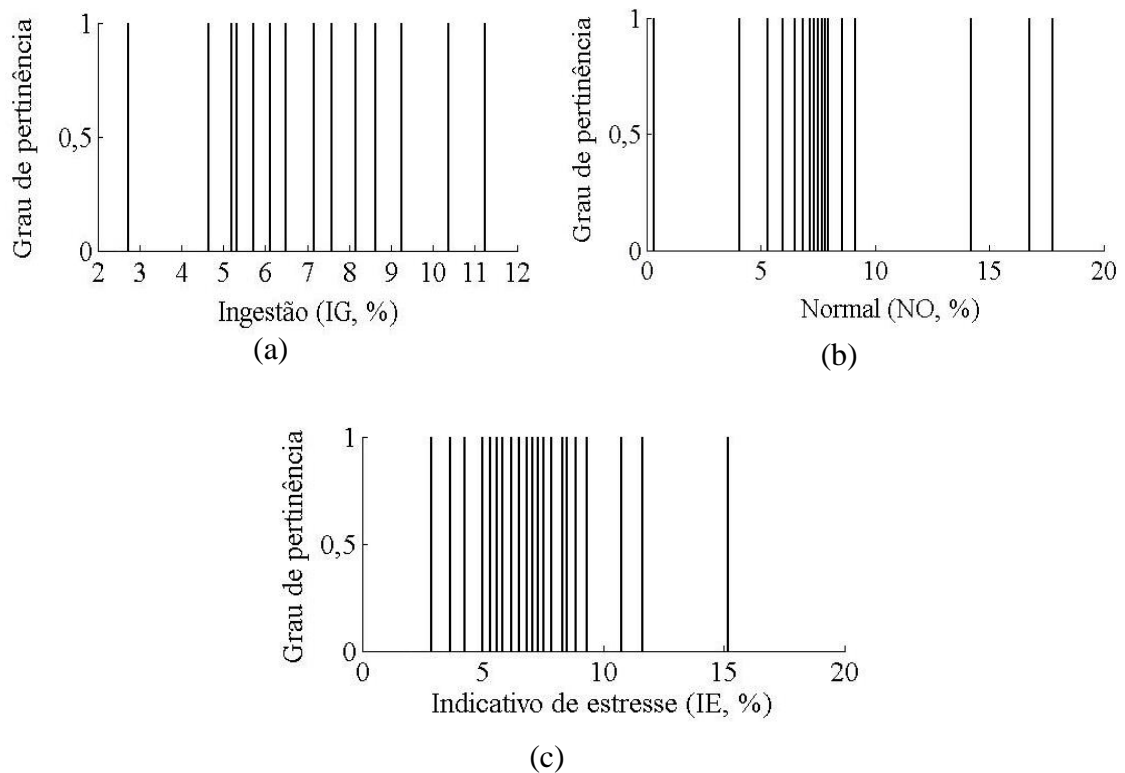 Grau de pertinência
1
0,5
0
2 3 4 5 6 7 8 9 10 11 12
Ingestão (IG, %)
(a)
Grau de pertinência
1
0,5
0
0 5 10 15 20
Normal (NO, %)
(b)
Grau de pertinência
1
0,5
0
0 5 10 15 20
Indicativo de estresse (IE, %)
(c)